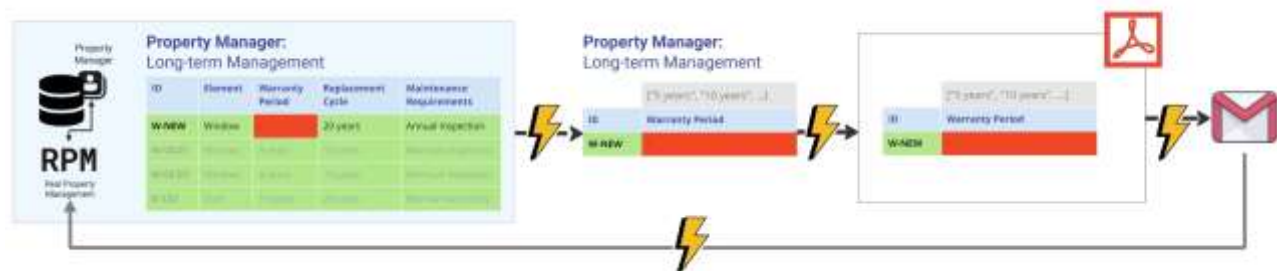 Property
Manager
RPM
Real Property
Management
Property Manager:
Long-term Management
ID Element Warranty Period Replacement Cycle Maintenance Requirements
W-NEW Window 20 years Annual Inspection
Property Manager:
Long-term Management
["5 years", "10 years", ...]
ID Warranty Period
W-NEW
["5 years", "10 years", ...]
ID Warranty Period
W-NEW